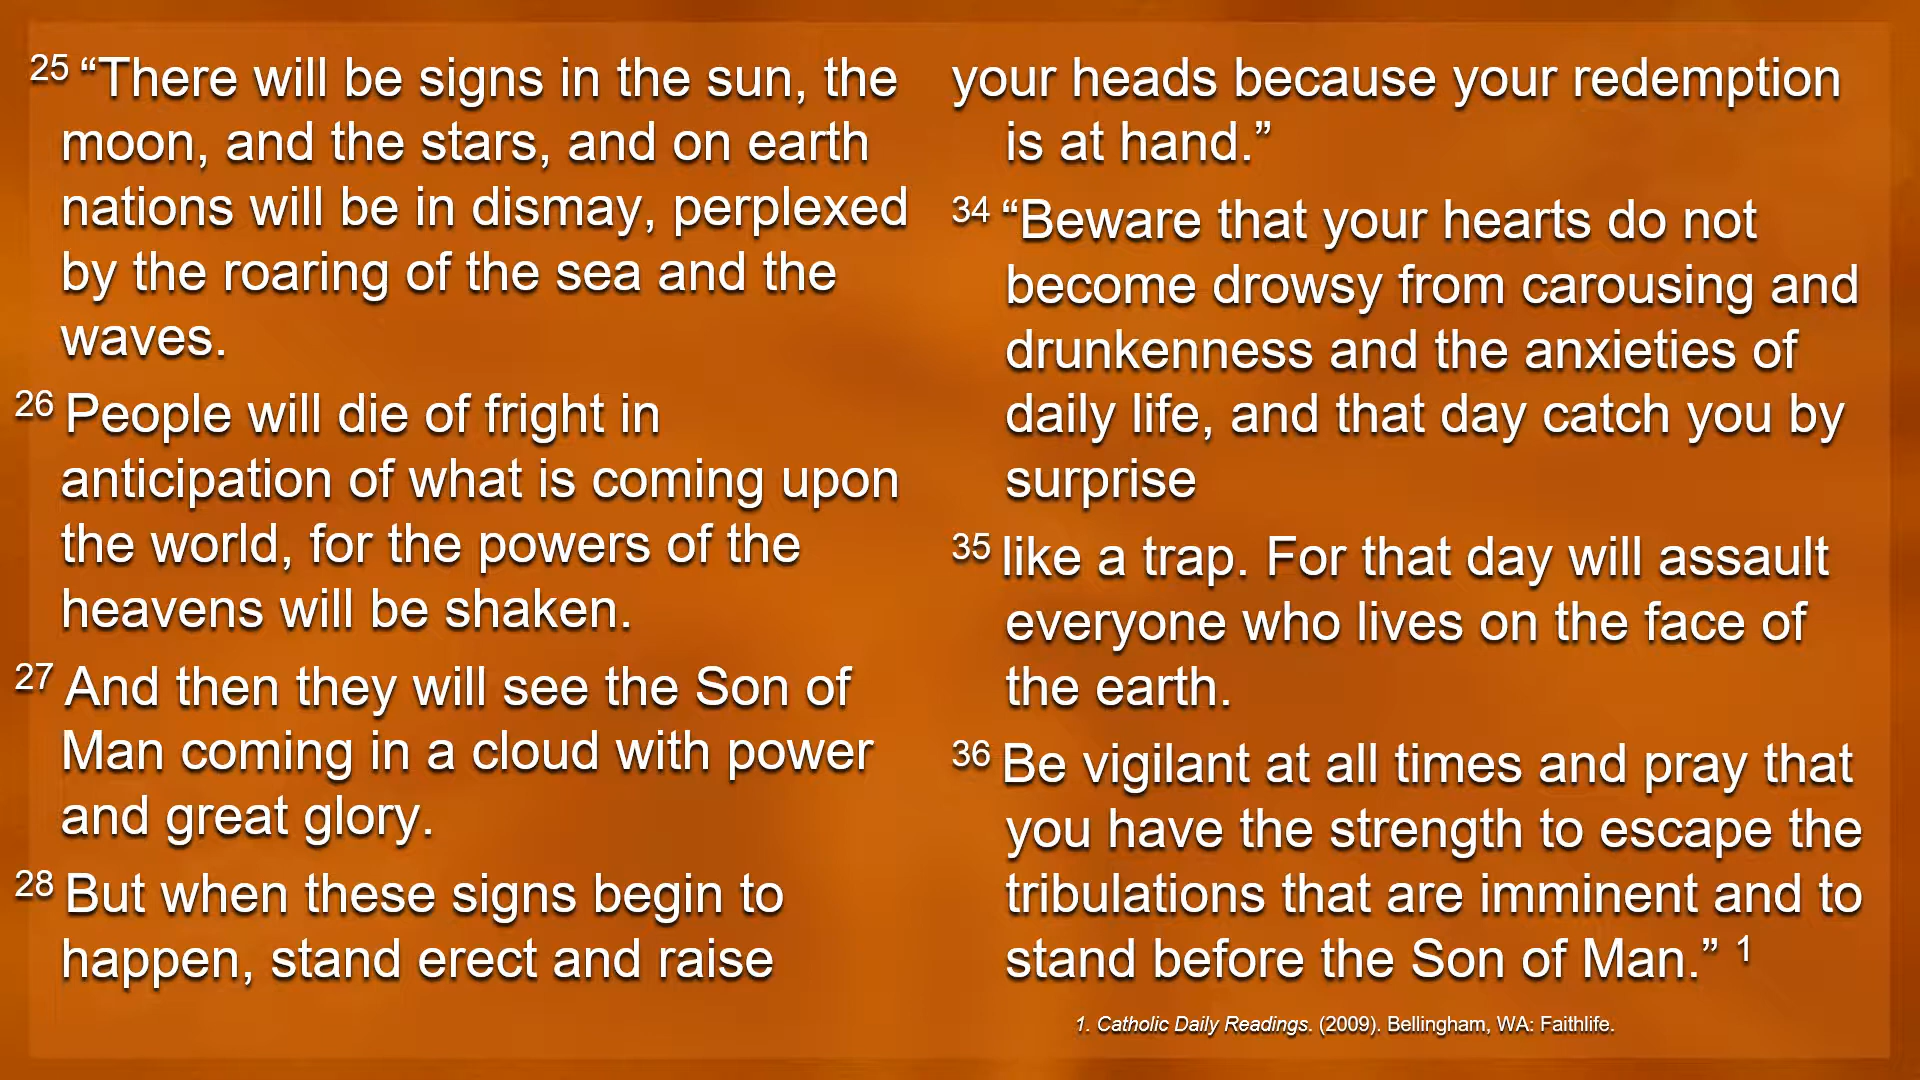 25 “There will be signs in the sun, the
moon, and the stars, and on earth
nations will be in dismay, perplexed
by the roaring of the sea and the
waves.
26 People will die of fright in
anticipation of what is coming upon
the world, for the powers of the
heavens will be shaken.
27 And then they will see the Son of
Man coming in a cloud with power
and great glory.
28 But when these signs begin to
happen, stand erect and raise
your heads because your redemption
is at hand.”
34 “Beware that your hearts do not
become drowsy from carousing and
drunkenness and the anxieties of
daily life, and that day catch you by
surprise
35 like a trap. For that day will assault
everyone who lives on the face of
the earth.
36 Be vigilant at all times and pray that
you have the strength to escape the
tribulations that are imminent and to
stand before the Son of Man.” 1
1. Catholic Daily Readings. (2009). Bellingham, WA: Faithlife.